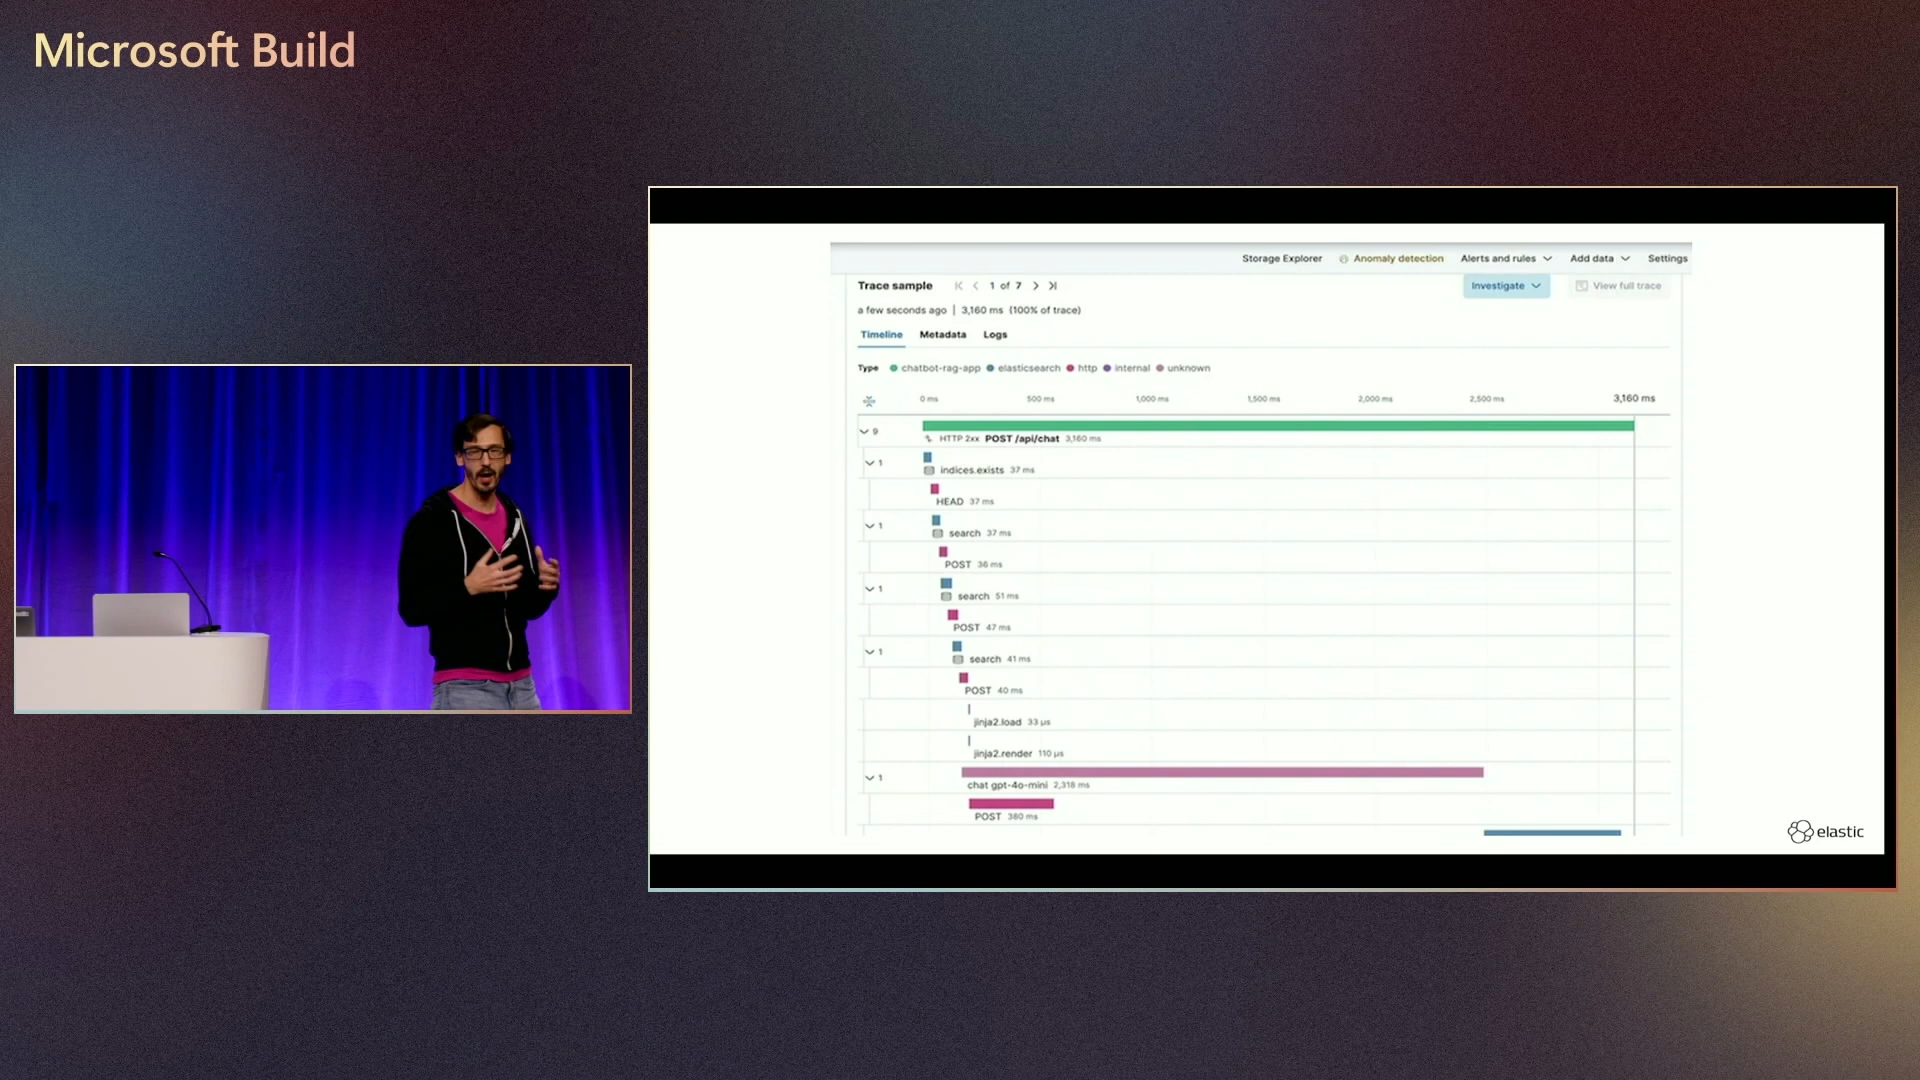 Microsoft Build
Storage Explorer Anomaly detection Alerts and rules Add data Settings
Trace sample 1 of 7 Investigate View full trace
a few seconds ago | 3,160 ms (100% of trace)
Timeline Metadata Logs
Type chatbot-rag-app elasticsearch http internal unknown
0 ms 500 ms 1,000 ms 1,500 ms 2,000 ms 2,500 ms 3,160 ms
9
HTTP 2xx POST /api/chat 3,160 ms
1
indices.exists 37 ms
HEAD 37 ms
1
search 37 ms
POST 36 ms
1
search 51 ms
POST 47 ms
1
search 41 ms
POST 40 ms
jinja2.load 33 μs
jinja2.render 110 μs
1
chat gpt-4o-mini 2,318 ms
POST 380 ms
elastic